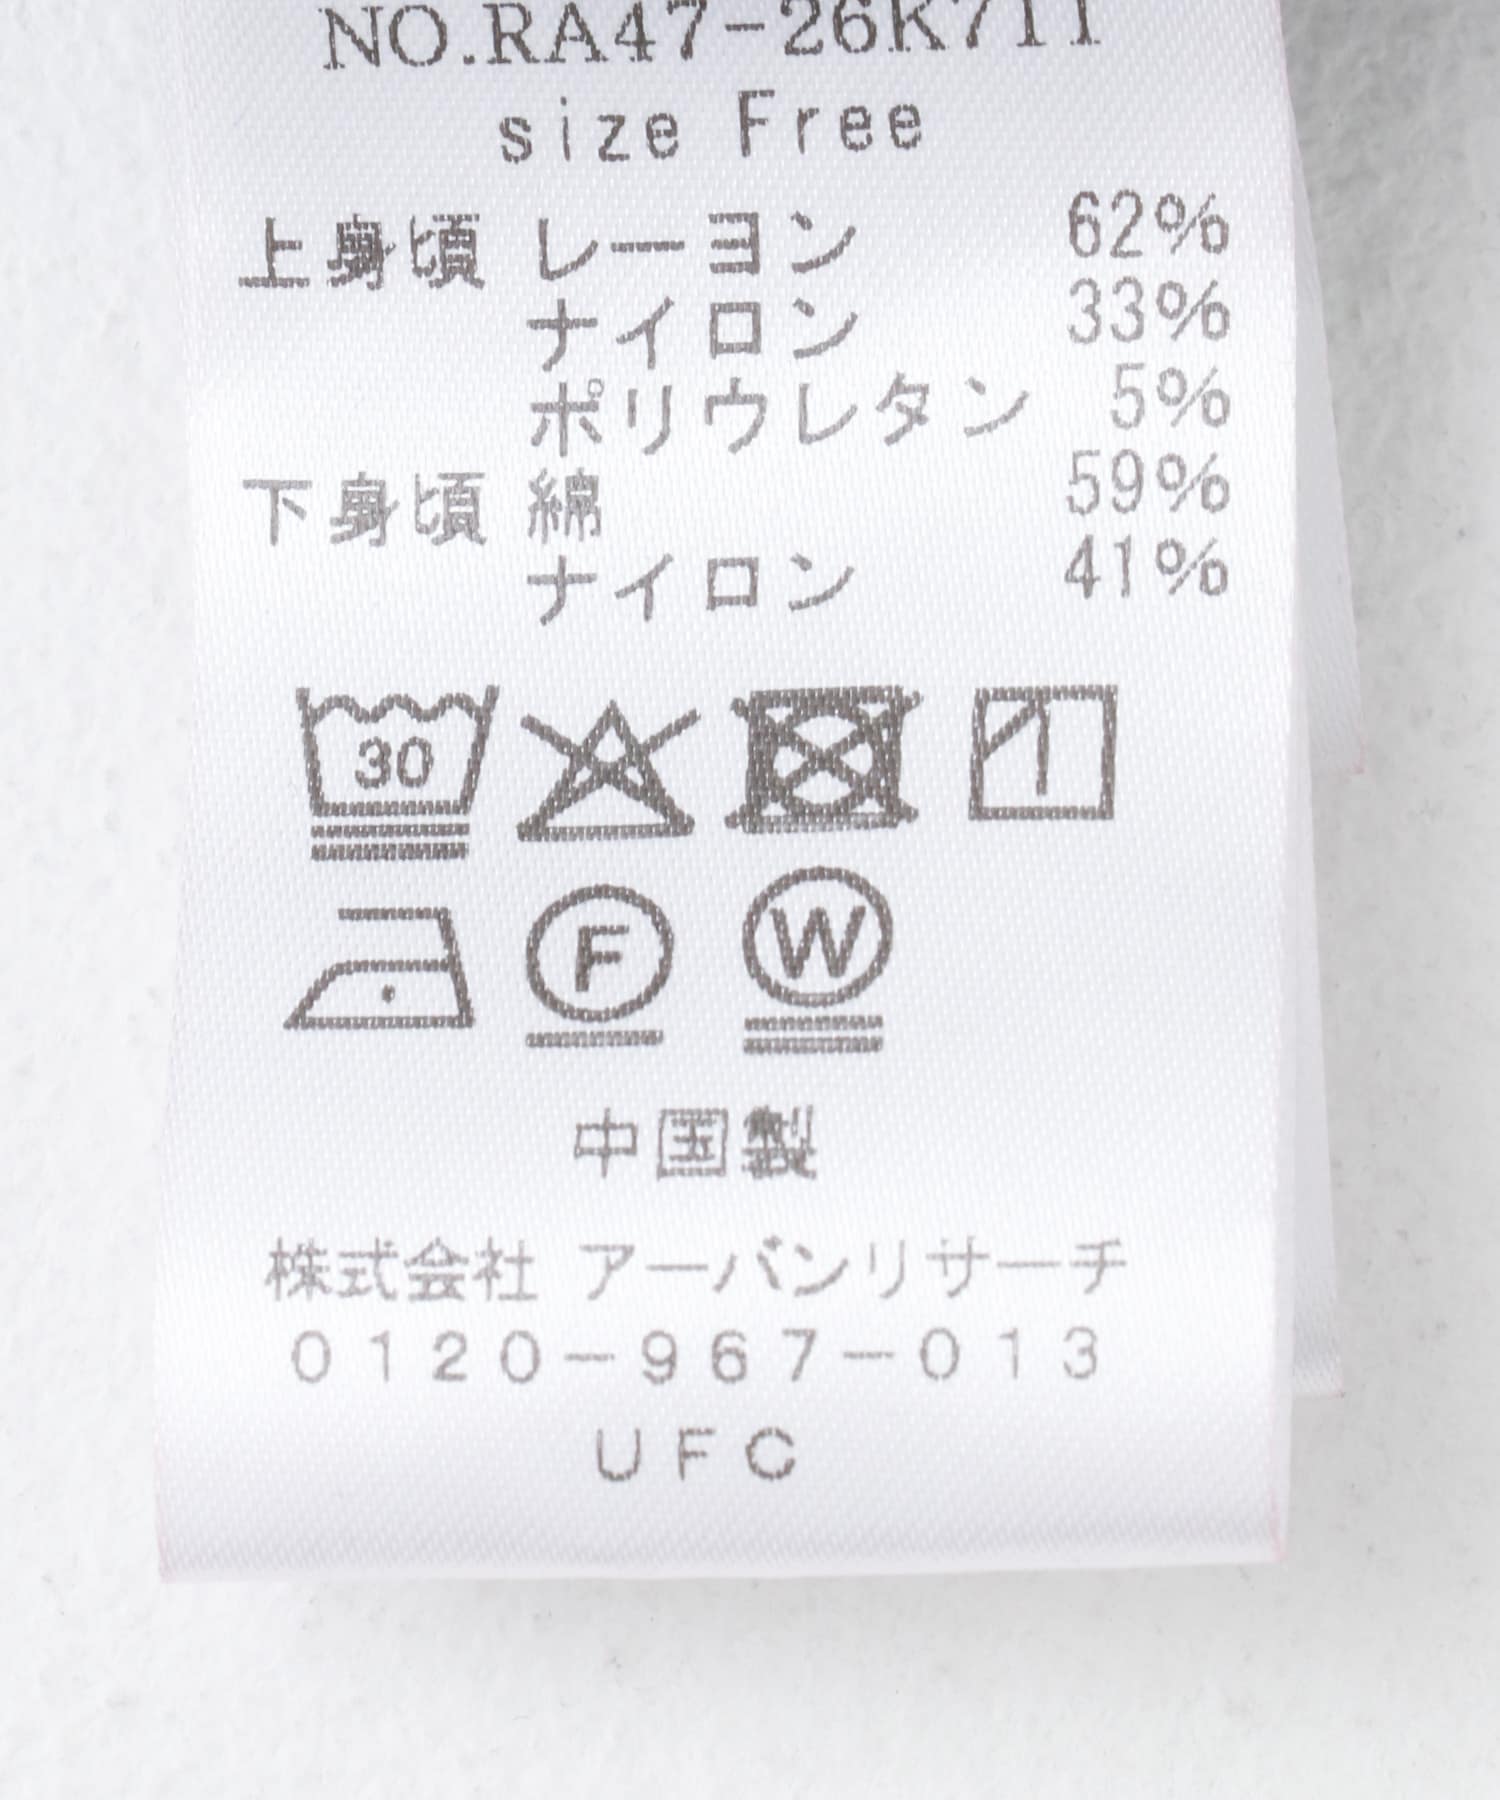 NO.RA47-26K711
size Free
上身頃 レーヨン 62%
ナイロン 33%
ポリウレタン 5%
下身頃 綿 59%
ナイロン 41%
30
F W
中国製
株式会社 アーバンリサーチ
0120-967-013
UFC